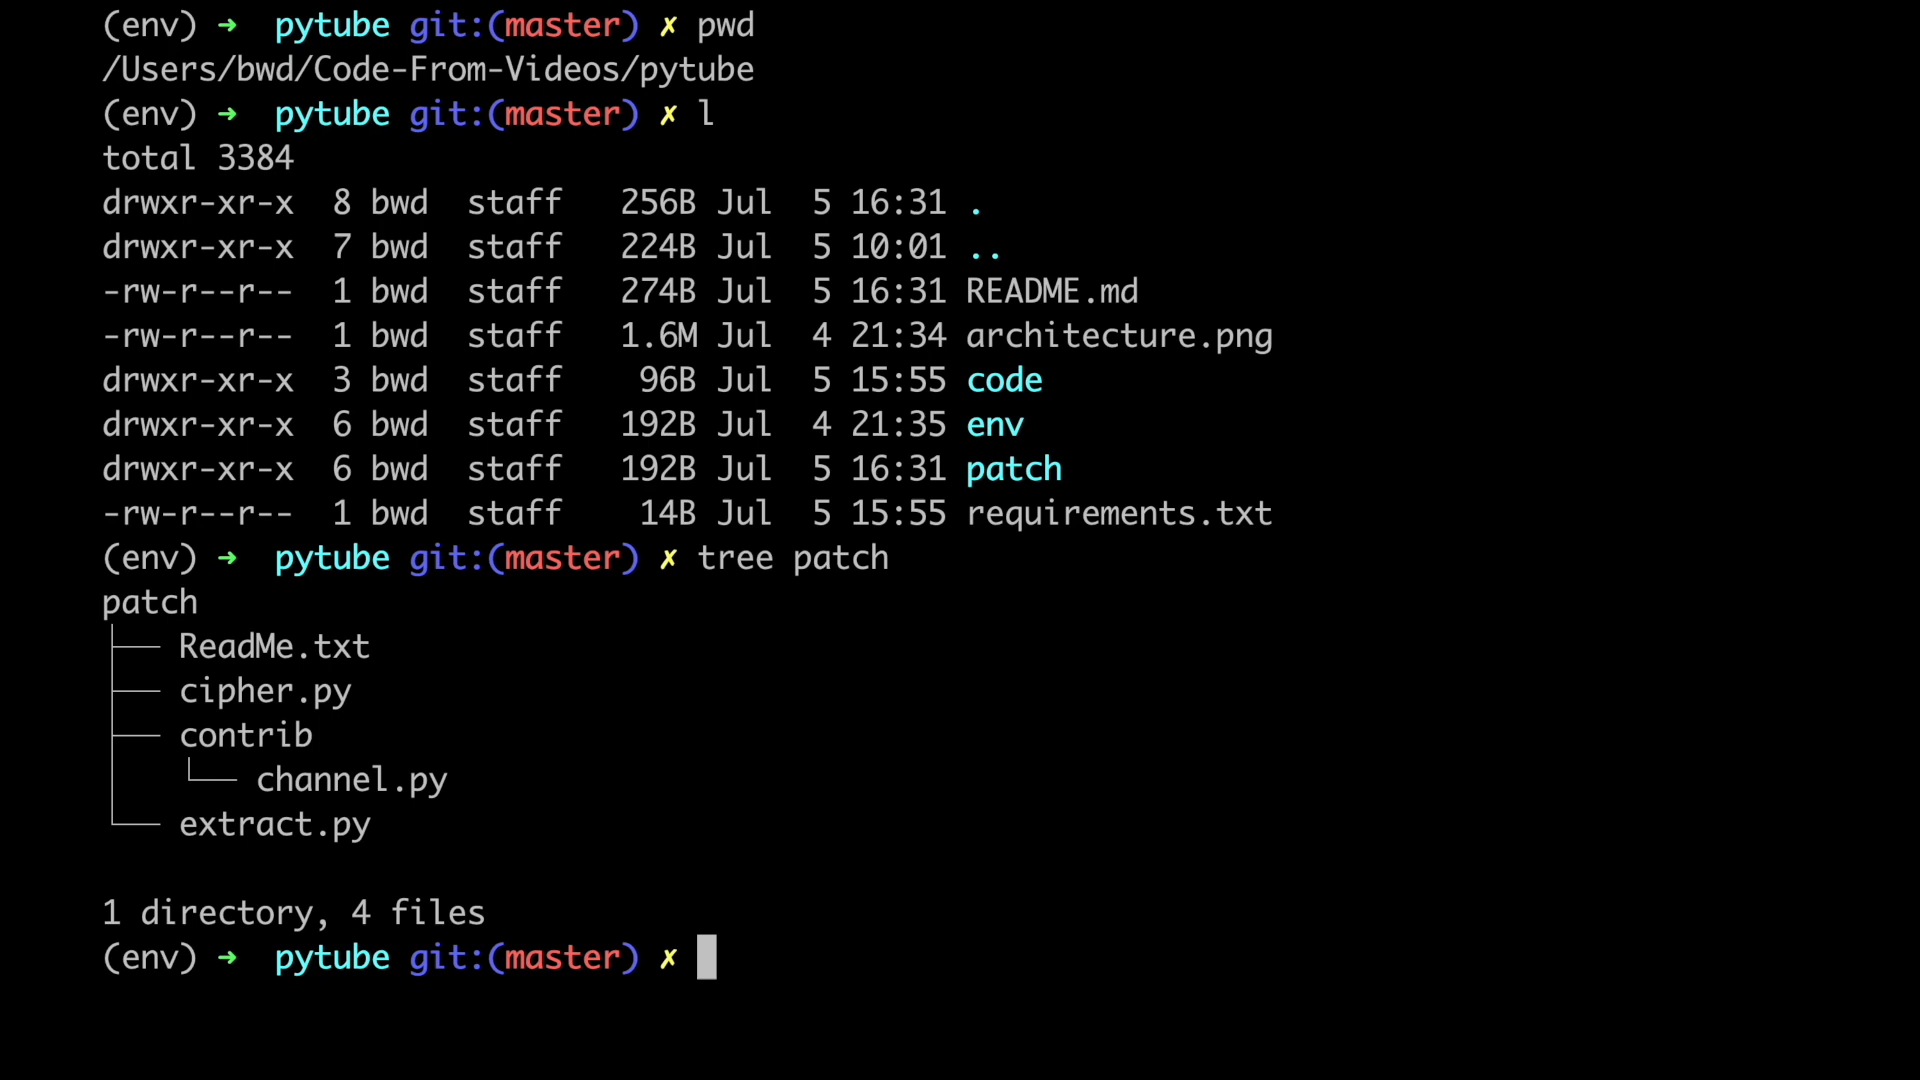 (env) ➜  pytube git:(master) ✗ pwd
/Users/bwd/Code-From-Videos/pytube
(env) ➜  pytube git:(master) ✗ l
total 3384
drwxr-xr-x  8 bwd  staff   256B Jul  5 16:31 .
drwxr-xr-x  7 bwd  staff   224B Jul  5 10:01 ..
-rw-r--r--  1 bwd  staff   274B Jul  5 16:31 README.md
-rw-r--r--  1 bwd  staff   1.6M Jul  4 21:34 architecture.png
drwxr-xr-x  3 bwd  staff    96B Jul  5 15:55 code
drwxr-xr-x  6 bwd  staff   192B Jul  4 21:35 env
drwxr-xr-x  6 bwd  staff   192B Jul  5 16:31 patch
-rw-r--r--  1 bwd  staff    14B Jul  5 15:55 requirements.txt
(env) ➜  pytube git:(master) ✗ tree patch
patch
├── ReadMe.txt
├── cipher.py
├── contrib
│   └── channel.py
└── extract.py
1 directory, 4 files
(env) ➜  pytube git:(master) ✗